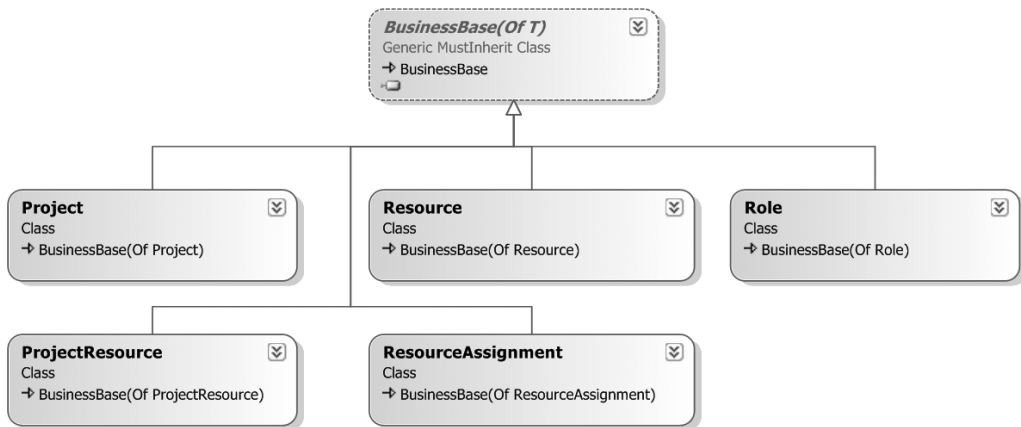 BusinessBase(Of T)
Generic MustInherit Class
BusinessBase
Project
Class
BusinessBase(Of Project)
Resource
Class
BusinessBase(Of Resource)
Role
Class
BusinessBase(Of Role)
ProjectResource
Class
BusinessBase(Of ProjectResource)
ResourceAssignment
Class
BusinessBase(Of ResourceAssignment)